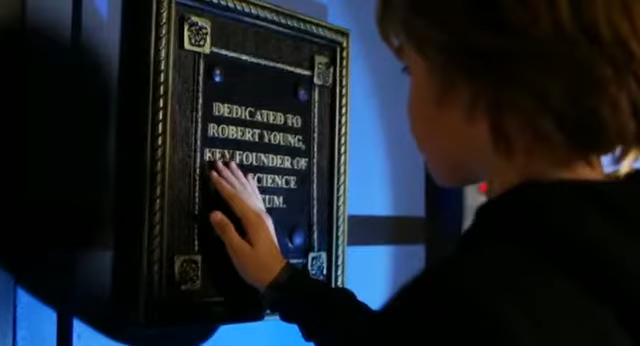 DEDICATED TO
ROBERT YOUNG,
KEY FOUNDER OF
SCIENCE